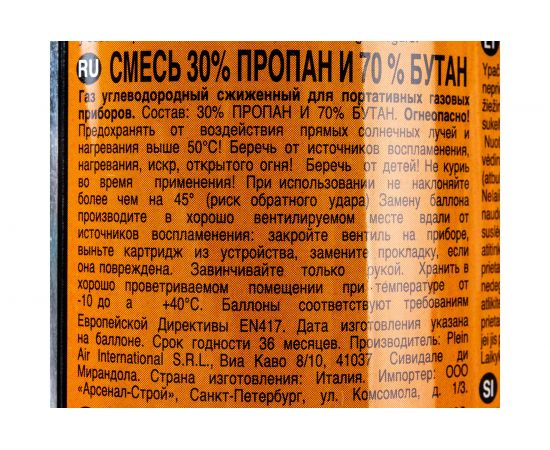 RU СМЕСЬ 30% ПРОПАН И 70 % БУТАН
Газ углеводородный сжиженный для портативных газовых
приборов. Состав: 30% ПРОПАН И 70% БУТАН. Огнеопасно!
Предохранять от воздействия прямых солнечных лучей и
нагревания выше 50°C! Беречь от источников воспламенения,
нагревания, искр, открытого огня! Беречь от детей! Не курить
во время применения! При использовании не наклоняйте
более чем на 45° (риск обратного удара) Замену баллона
производите в хорошо вентилируемом месте вдали от
источников воспламенения: закройте вентиль на приборе,
выньте картридж из устройства, замените прокладку, если
она повреждена. Завинчивайте только рукой. Хранить в
хорошо проветриваемом помещении при температуре от
-10 до a +40°C. Баллоны соответствуют требованиям
Европейской Директивы EN417. Дата изготовления указана
на баллоне. Срок годности 36 месяцев. Производитель: Plein
Air International S.R.L., Виа Каво 8/10, 41037 Сивидале ди
Мирандола. Страна изготовления: Италия. Импортер: ООО
«Арсенал-Строй», Санкт-Петербург, ул. Комсомола, д. 1/3.
LT
SI